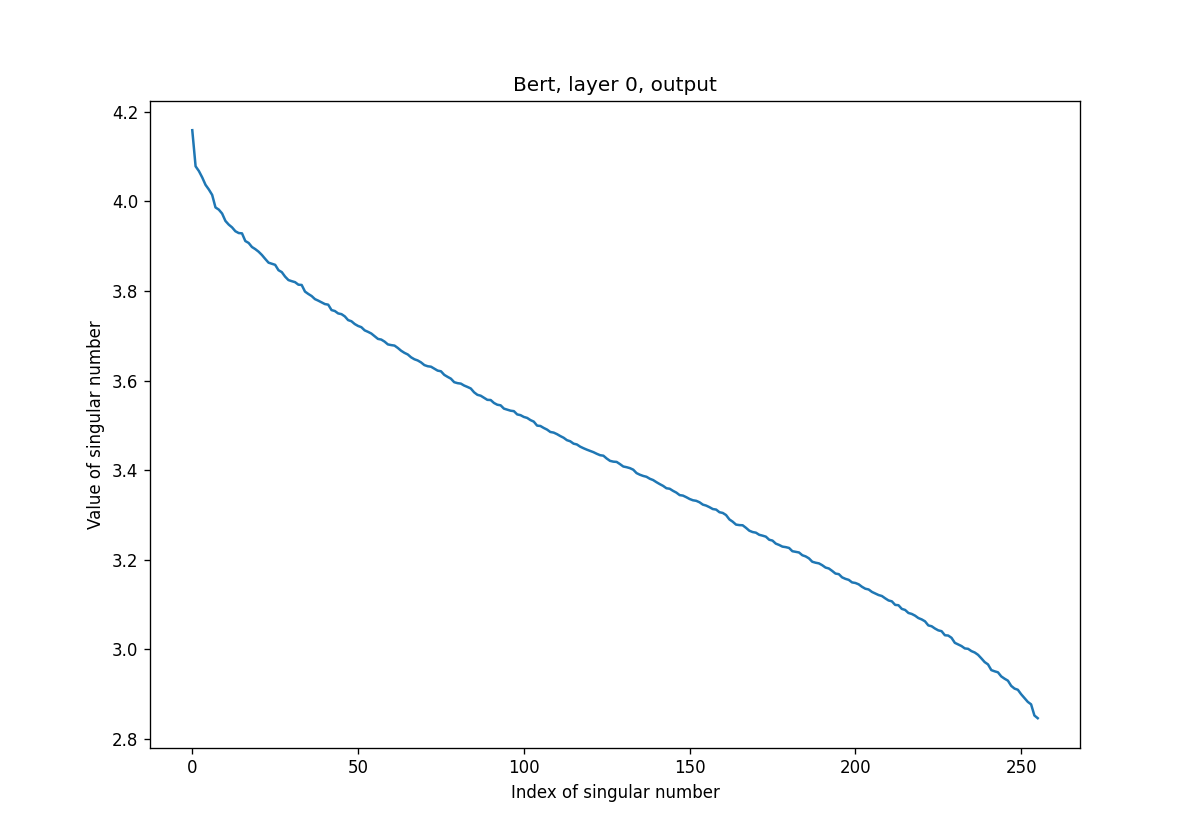 Bert, layer 0, output
4.2
4.0
3.8
3.6
3.4
3.2
3.0
2.8
Value of singular number
0 50 100 150 200 250
Index of singular number